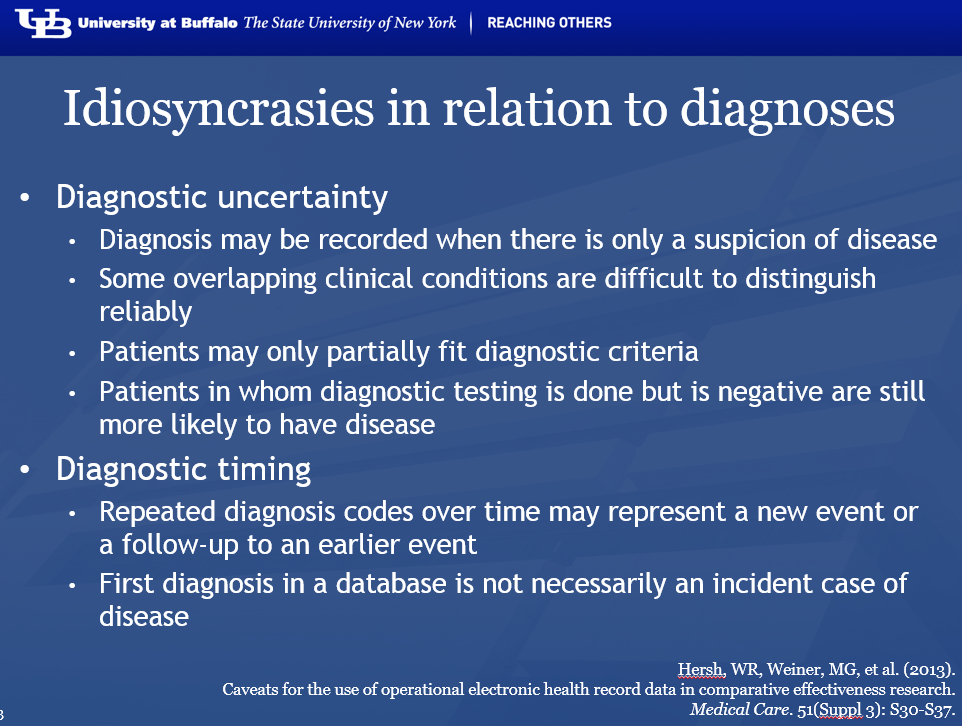 UB University at Buffalo The State University of New York | REACHING OTHERS
Idiosyncrasies in relation to diagnoses
• Diagnostic uncertainty
• Diagnosis may be recorded when there is only a suspicion of disease
• Some overlapping clinical conditions are difficult to distinguish
reliably
• Patients may only partially fit diagnostic criteria
• Patients in whom diagnostic testing is done but is negative are still
more likely to have disease
• Diagnostic timing
• Repeated diagnosis codes over time may represent a new event or
a follow-up to an earlier event
• First diagnosis in a database is not necessarily an incident case of
disease
Hersh, WR, Weiner, MG, et al. (2013).
Caveats for the use of operational electronic health record data in comparative effectiveness research.
Medical Care. 51(Suppl 3): S30-S37.